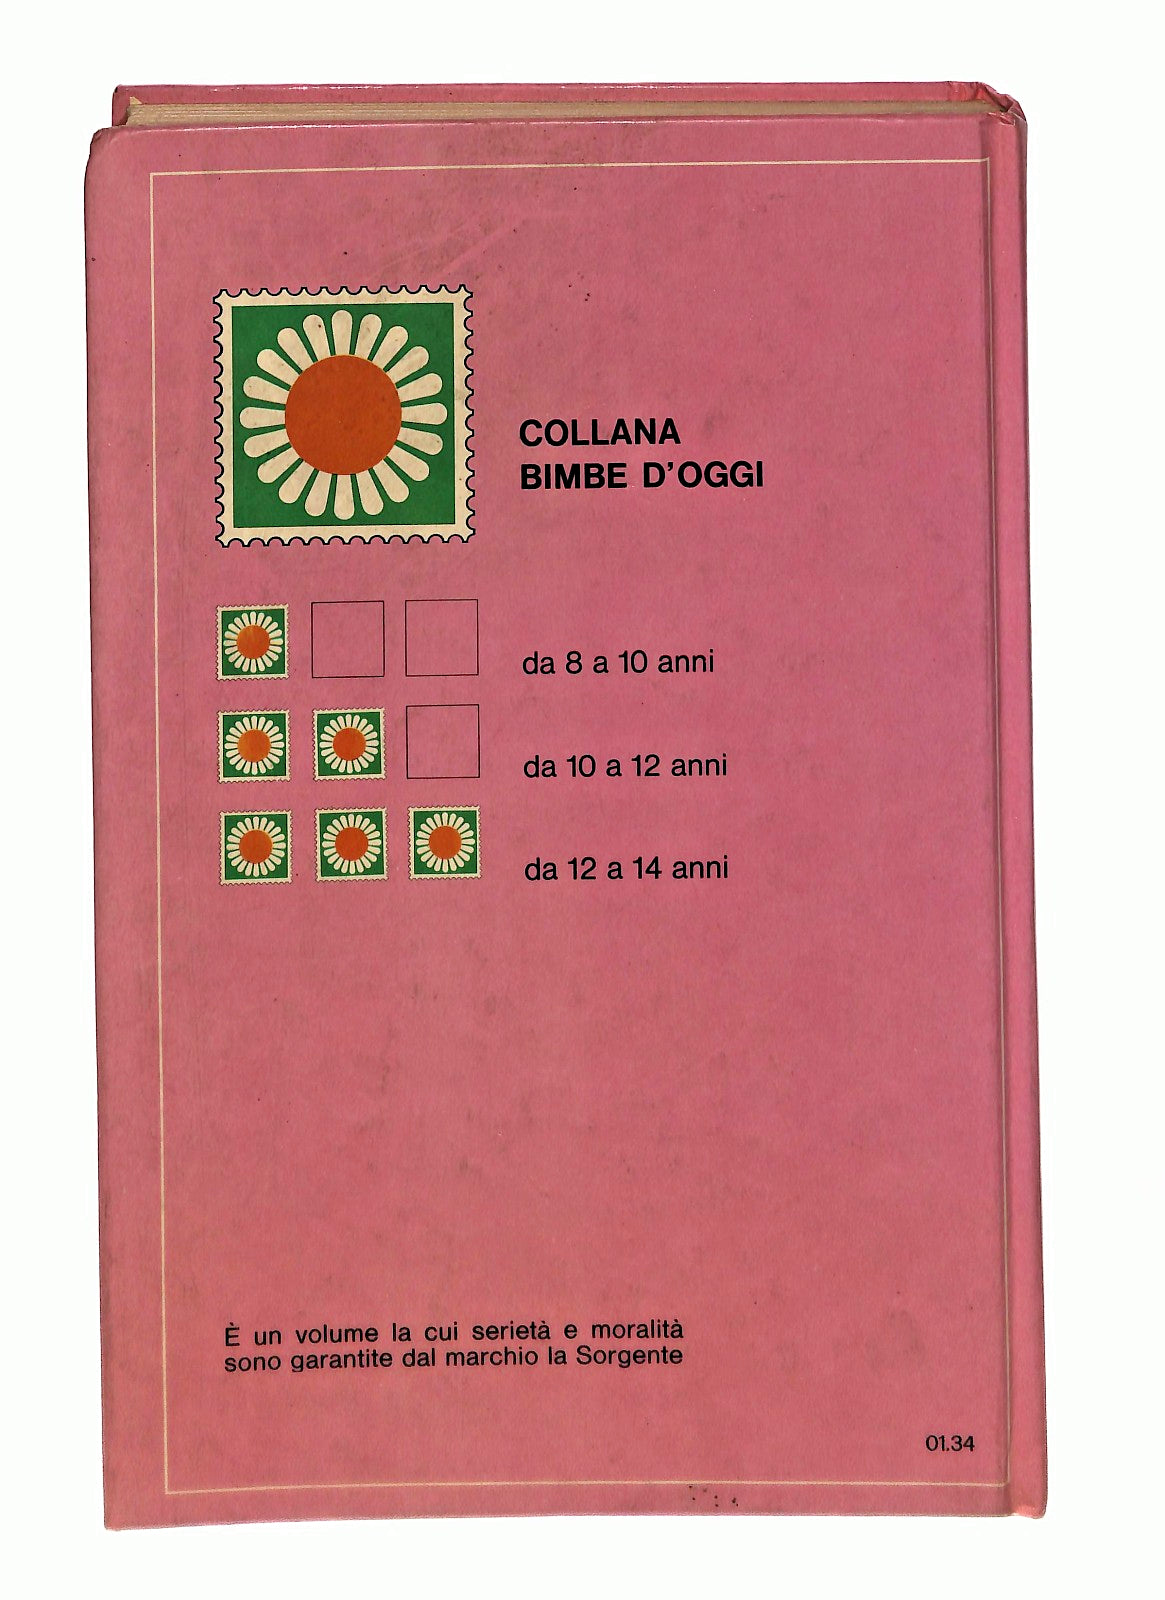 COLLANA
BIMBE D'OGGI
da 8 a 10 anni
da 10 a 12 anni
da 12 a 14 anni
È un volume la cui serietà e moralità
sono garantite dal marchio la Sorgente
01.34